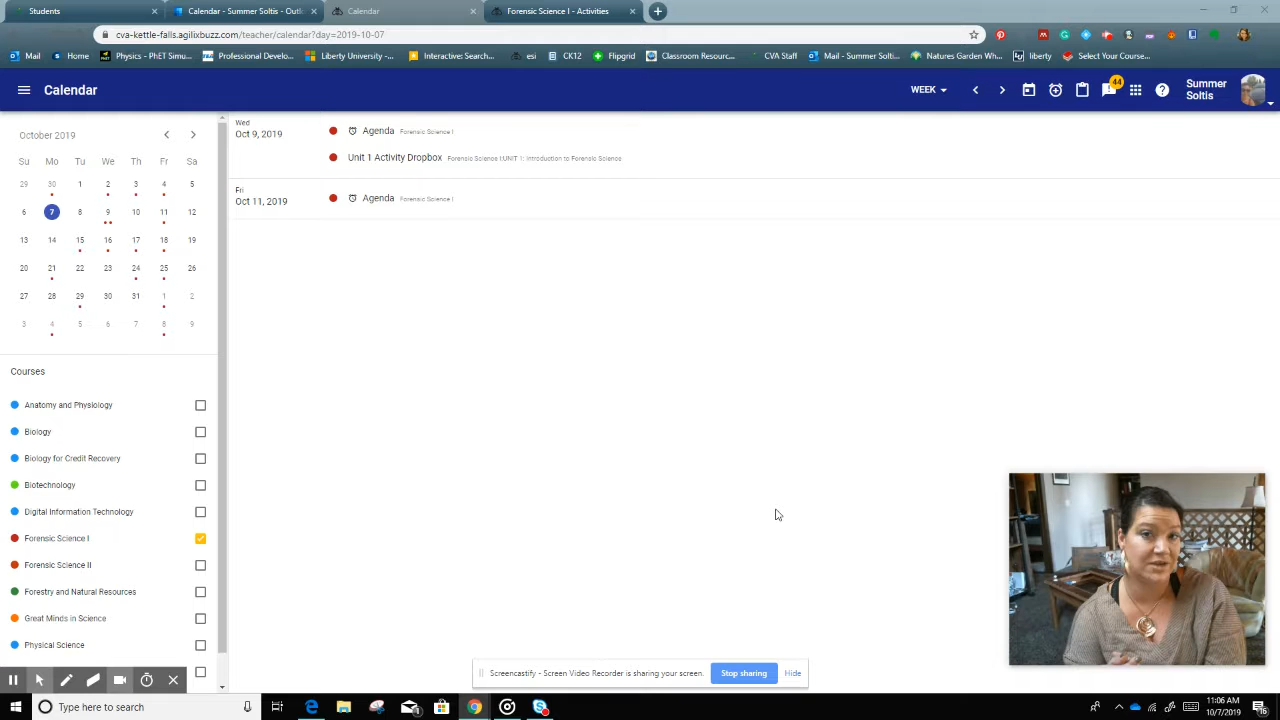 Students
Calendar - Summer Soltis - Outl
Calendar
Forensic Science I - Activities
cva-kettle-falls.agilixbuzz.com/teacher/calendar?day=2019-10-07
Mail
Home
Physics - PhET Simu...
Professional Develo...
Liberty University -...
Interactive: Search...
esi
CK12
Flipgrid
Classroom Resourc...
CVA Staff
Mail - Summer Solti...
Natures Garden Wh...
liberty
Select Your Course...
Calendar
WEEK
44
Summer
Soltis
October 2019
Su Mo Tu We Th Fr Sa
29 30 1 2 3 4 5
6 7 8 9 10 11 12
13 14 15 16 17 18 19
20 21 22 23 24 25 26
27 28 29 30 31 1 2
3 4 5 6 7 8 9
Wed
Oct 9, 2019
Agenda Forensic Science I
Unit 1 Activity Dropbox Forensic Science I:UNIT 1: Introduction to Forensic Science
Fri
Oct 11, 2019
Agenda Forensic Science I
Courses
Anatomy and Physiology
Biology
Biology for Credit Recovery
Biotechnology
Digital Information Technology
Forensic Science I
Forensic Science II
Forestry and Natural Resources
Great Minds in Science
Physical Science
Screencastify - Screen Video Recorder is sharing your screen.
Stop sharing
Hide
Type here to search
11:06 AM
10/7/2019